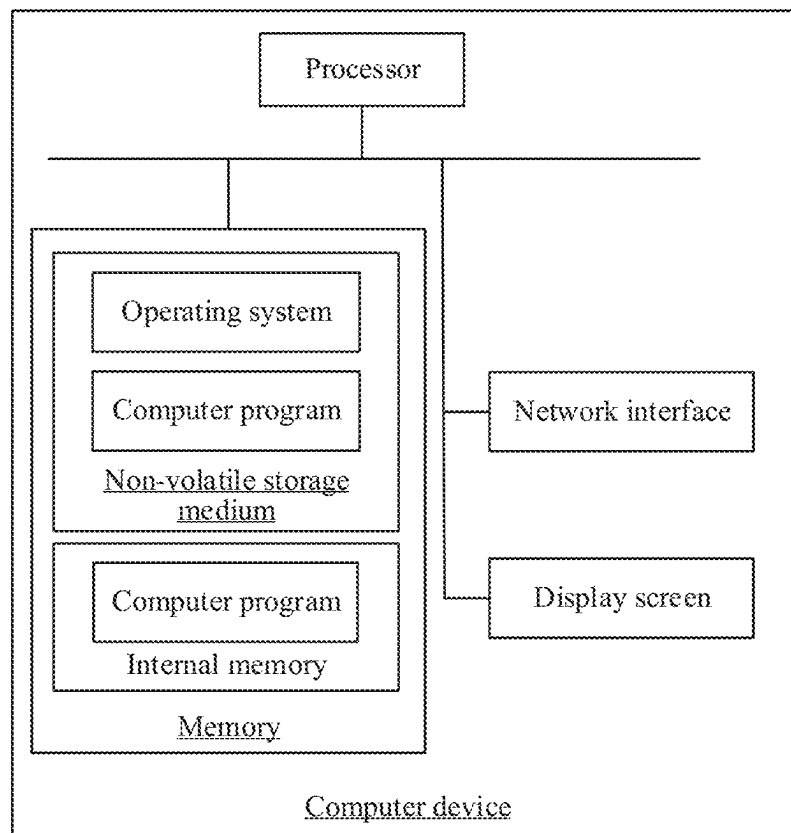 Processor
Operating system
Computer program
Non-volatile storage
medium
Computer program
Internal memory
Memory
Network interface
Display screen
Computer device